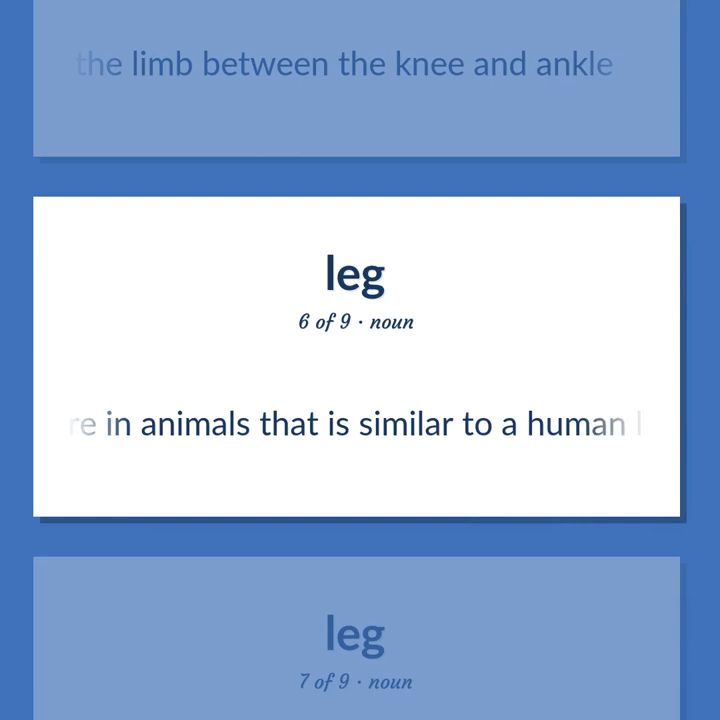 the limb between the knee and ankle
leg
6 of 9 · noun
re in animals that is similar to a human l
leg
7 of 9 · noun